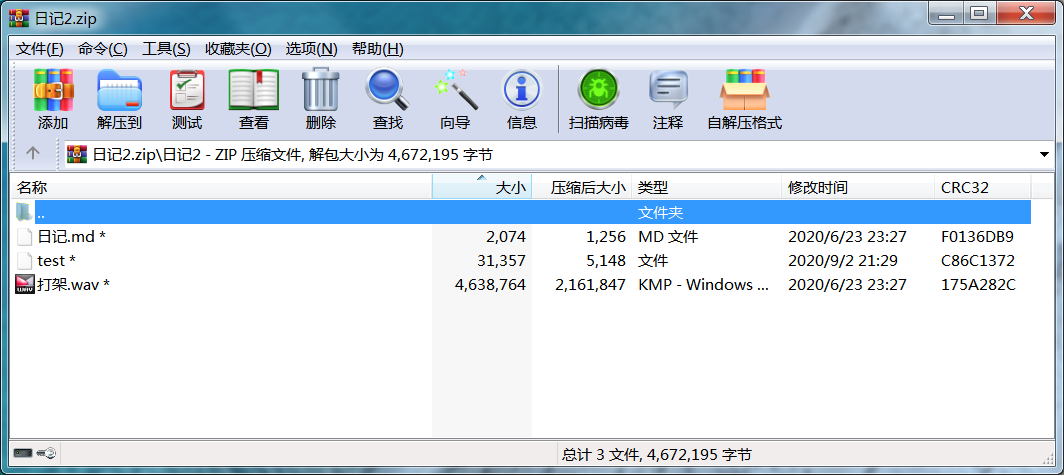 日记2.zip
文件(F) 命令(C) 工具(S) 收藏夹(O) 选项(N) 帮助(H)
添加 解压到 测试 查看 删除 查找 向导 信息 扫描病毒 注释 自解压格式
日记2.zip\日记2 - ZIP 压缩文件, 解包大小为 4,672,195 字节
名称 大小 压缩后大小 类型 修改时间 CRC32
.. 文件夹
日记.md * 2,074 1,256 MD 文件 2020/6/23 23:27 F0136DB9
test * 31,357 5,148 文件 2020/9/2 21:29 C86C1372
打架.wav * 4,638,764 2,161,847 KMP - Windows ... 2020/6/23 23:27 175A282C
总计 3 文件, 4,672,195 字节